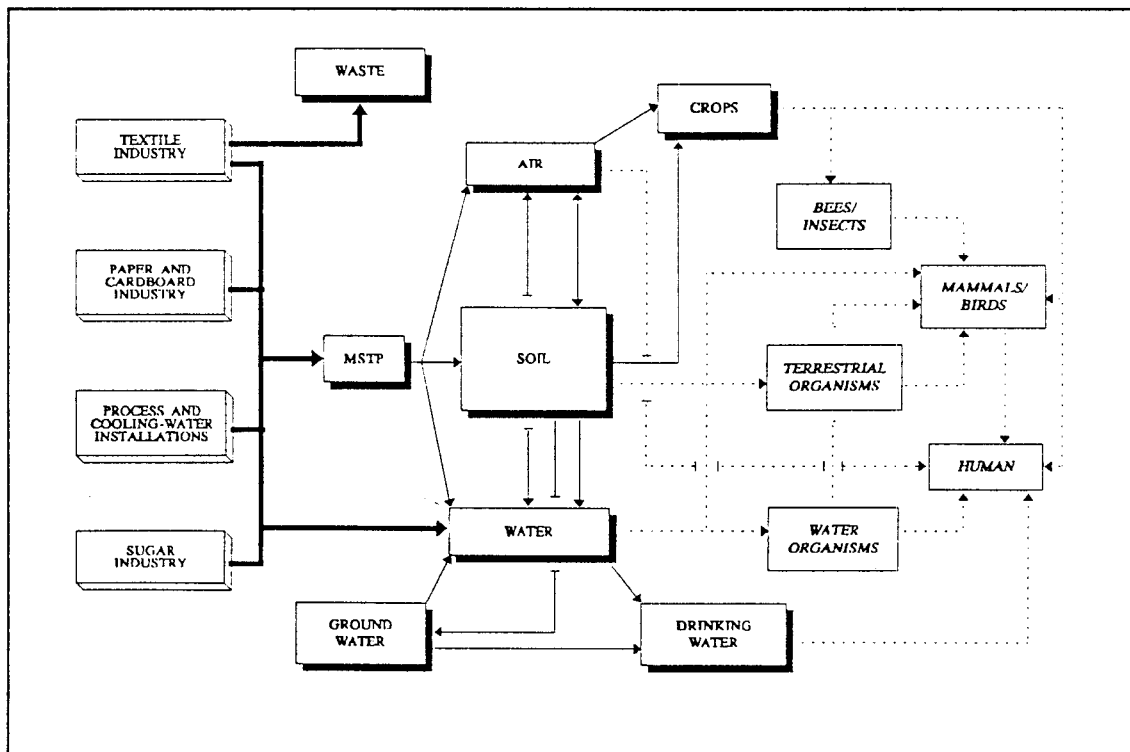 WASTE
CROPS
TEXTILE
INDUSTRY
AIR
BEES/
INSECTS
PAPER AND
CARDBOARD
INDUSTRY
MAMMALS/
BIRDS
MSTP
SOIL
TERRESTRIAL
ORGANISMS
PROCESS AND
COOLING-WATER
INSTALLATIONS
HUMAN
WATER
WATER
ORGANISMS
SUGAR
INDUSTRY
GROUND
WATER
DRINKING
WATER